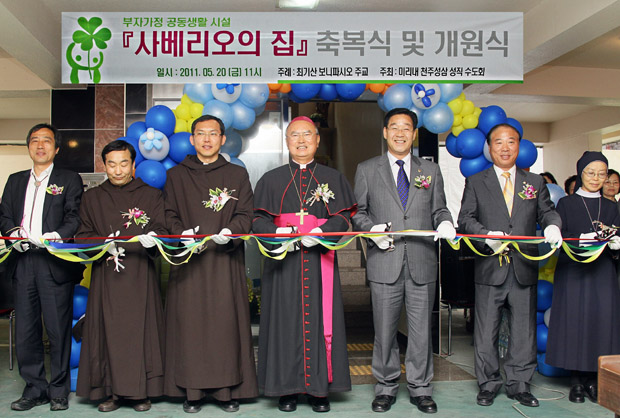 부자가정 공동생활 시설
『사베리오의 집』 축복식 및 개원식
일시 : 2011. 05. 20 (금) 11시 주례 : 최기산 보니파시오 주교 주최 : 미리내 천주성삼 성직 수도회